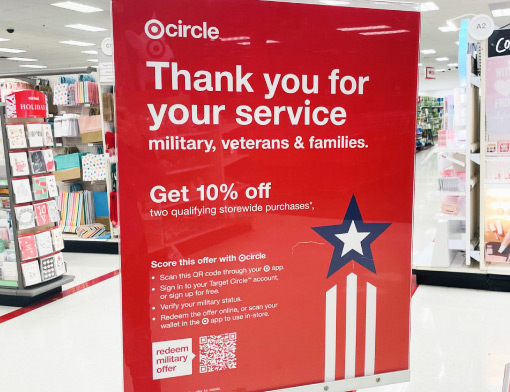 circle
Thank you for
your service
military, veterans & families.
Get 10% off
two qualifying storewide purchases*,
Score this offer with circle
• Scan this QR code through your app.
• Sign in to your Target Circle™ account,
or sign up for free.
• Verify your military status.
• Redeem the offer online, or scan your
wallet in the app to use in-store.
redeem
military
offer
HOLIDAY
A2